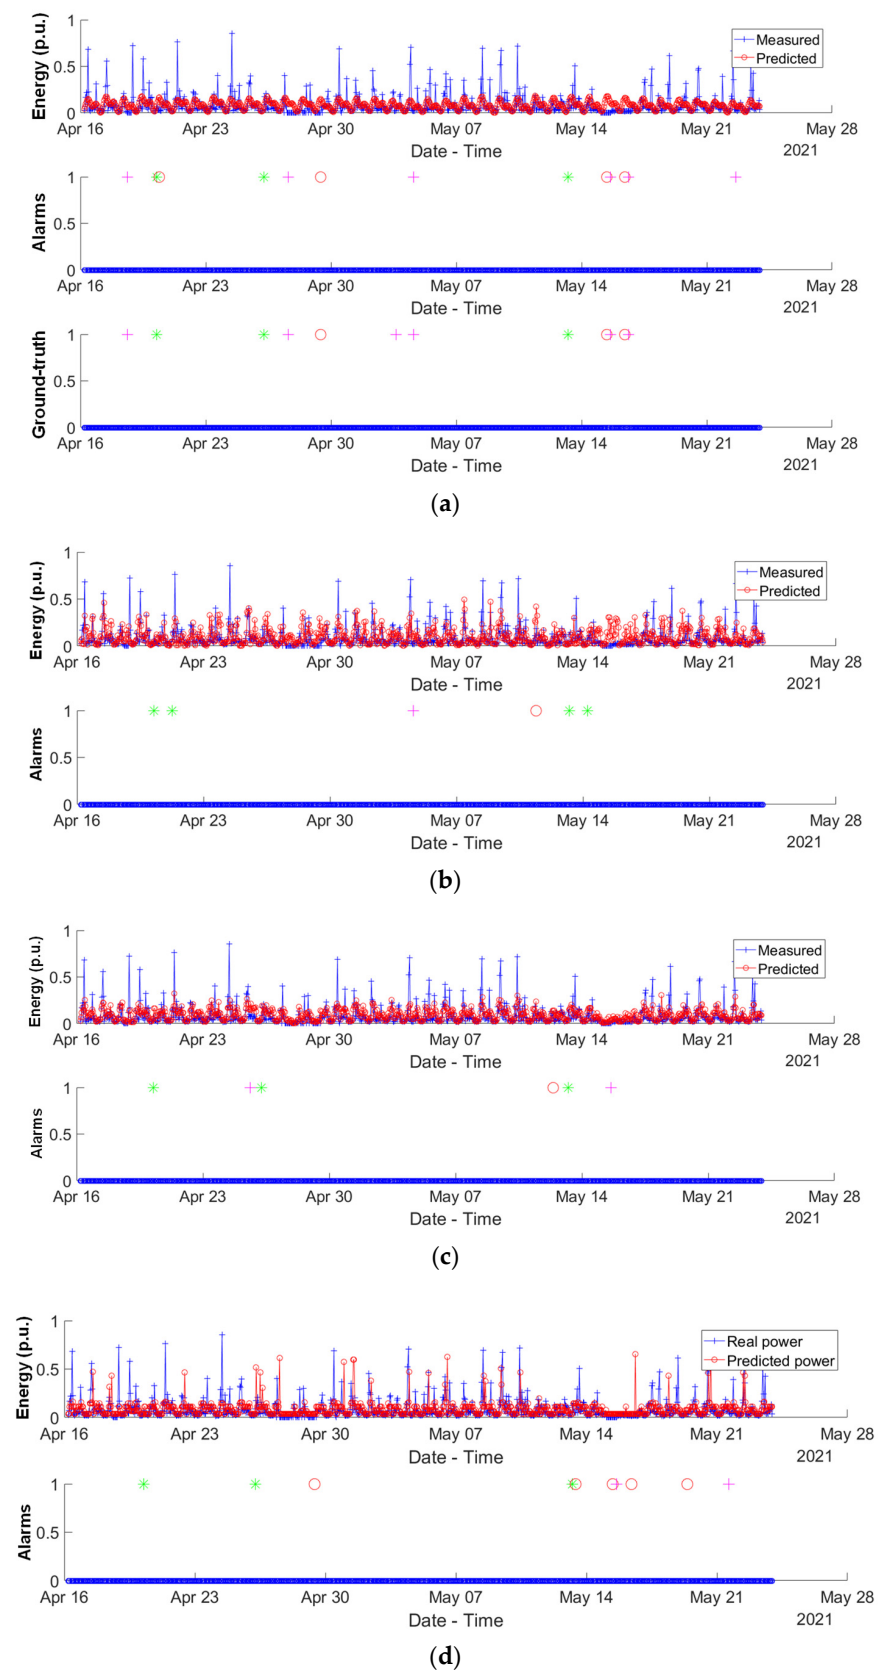 1
0.5
0
Energy (p.u.)
Measured
Predicted
Apr 16 Apr 23 Apr 30 May 07 May 14 May 21 May 28
Date - Time 2021
1
0.5
0
Alarms
Apr 16 Apr 23 Apr 30 May 07 May 14 May 21 May 28
Date - Time 2021
1
0.5
0
Ground-truth
Apr 16 Apr 23 Apr 30 May 07 May 14 May 21 May 28
Date - Time 2021
(a)
1
0.5
0
Energy (p.u.)
Measured
Predicted
Apr 16 Apr 23 Apr 30 May 07 May 14 May 21 May 28
Date - Time 2021
1
0.5
0
Alarms
Apr 16 Apr 23 Apr 30 May 07 May 14 May 21 May 28
Date - Time 2021
(b)
1
0.5
0
Energy (p.u.)
Measured
Predicted
Apr 16 Apr 23 Apr 30 May 07 May 14 May 21 May 28
Date - Time 2021
1
0.5
0
Alarms
Apr 16 Apr 23 Apr 30 May 07 May 14 May 21 May 28
Date - Time 2021
(c)
1
0.5
0
Energy (p.u.)
Real power
Predicted power
Apr 16 Apr 23 Apr 30 May 07 May 14 May 21 May 28
Date - Time 2021
1
0.5
0
Alarms
Apr 16 Apr 23 Apr 30 May 07 May 14 May 21 May 28
Date - Time 2021
(d)